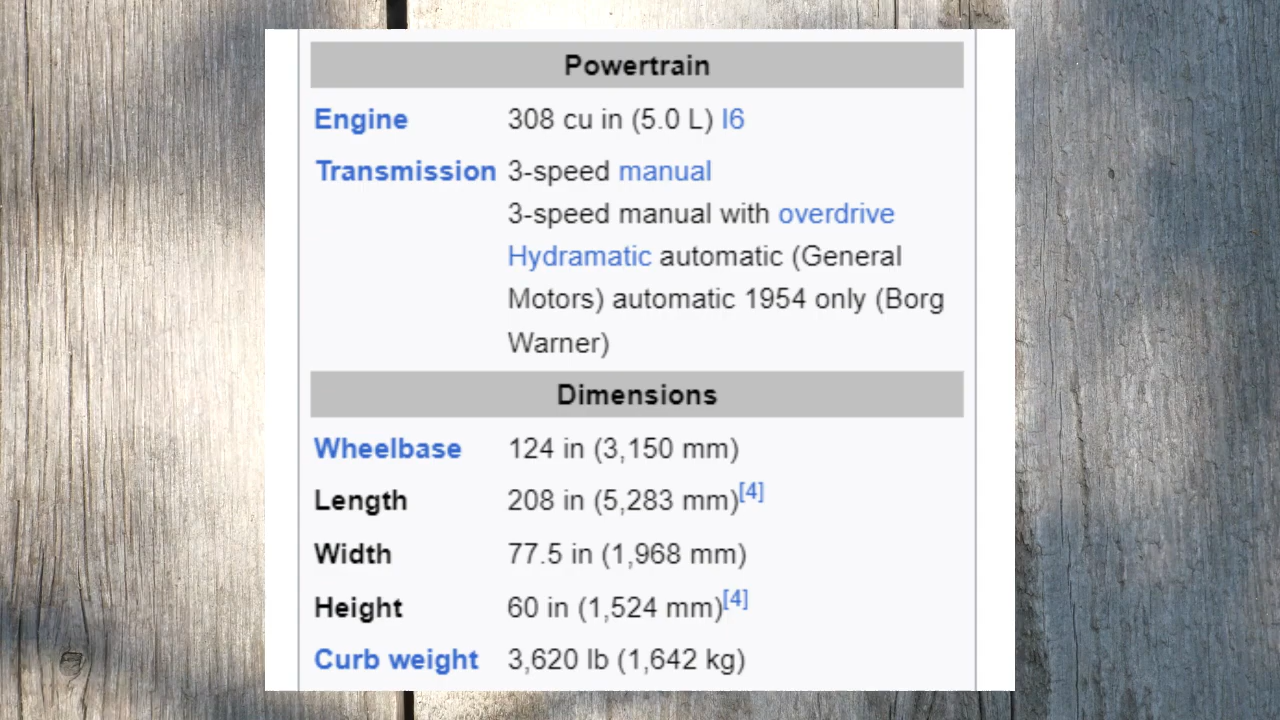 Powertrain
Engine 308 cu in (5.0 L) I6
Transmission 3-speed manual
3-speed manual with overdrive
Hydramatic automatic (General
Motors) automatic 1954 only (Borg
Warner)
Dimensions
Wheelbase 124 in (3,150 mm)
Length 208 in (5,283 mm)[4]
Width 77.5 in (1,968 mm)
Height 60 in (1,524 mm)[4]
Curb weight 3,620 lb (1,642 kg)